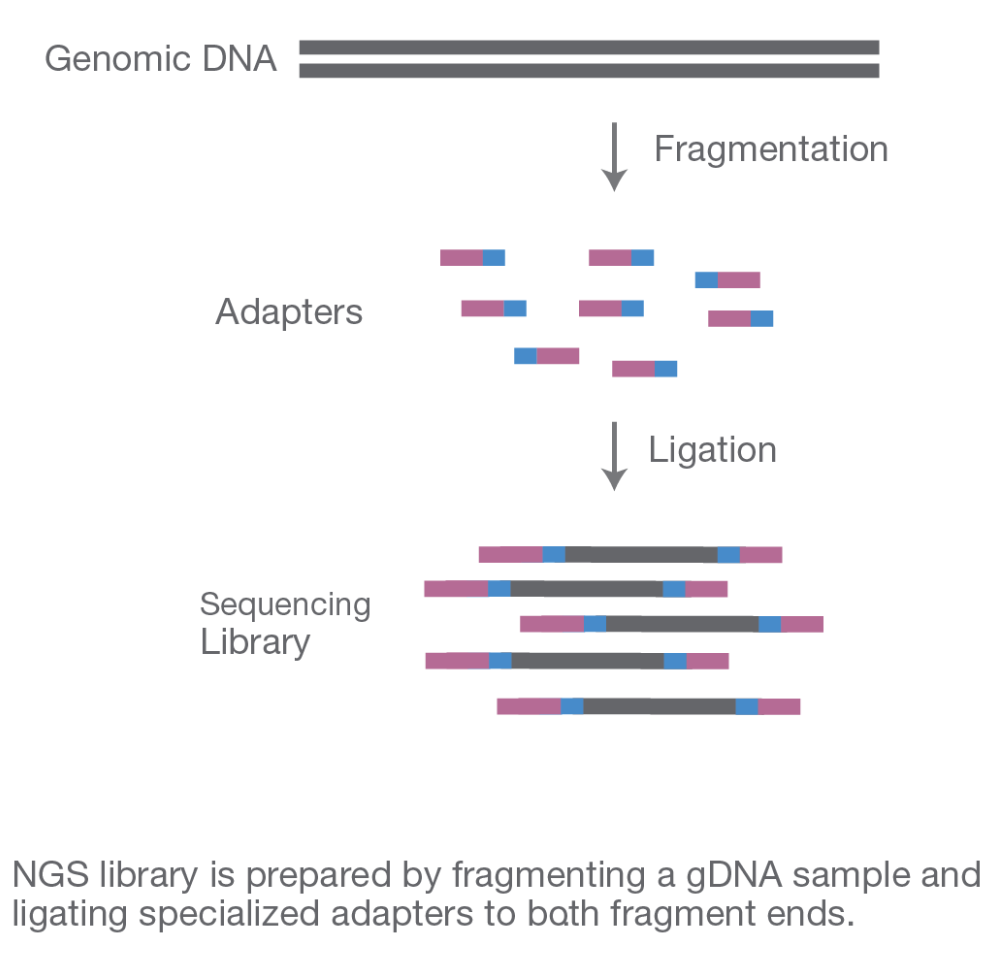 Genomic DNA
Fragmentation
Adapters
Ligation
Sequencing
Library
NGS library is prepared by fragmenting a gDNA sample and
ligating specialized adapters to both fragment ends.